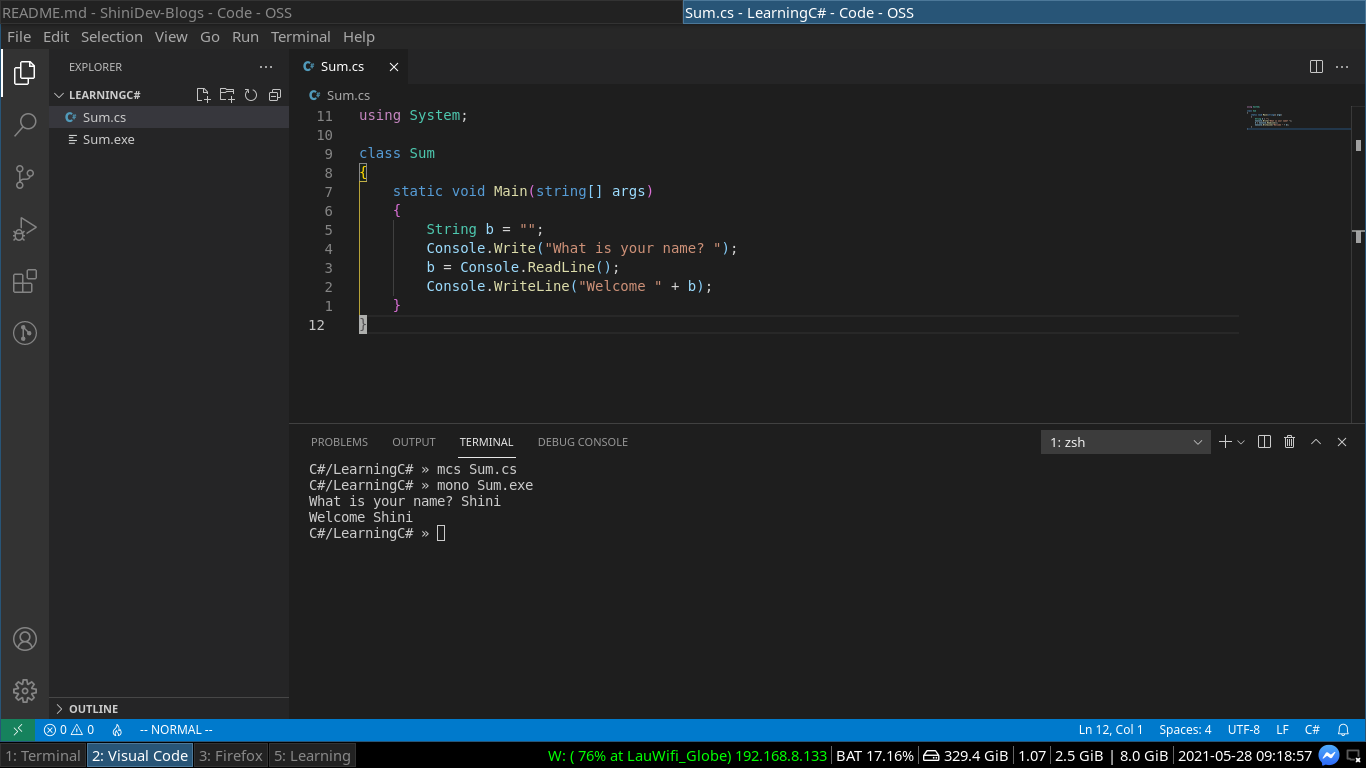 README.md - ShiniDev-Blogs - Code - OSS
Sum.cs - LearningC# - Code - OSS
File Edit Selection View Go Run Terminal Help
EXPLORER
LEARNINGC#
Sum.cs
Sum.exe
OUTLINE
Sum.cs
Sum.cs
11 using System;
10
9 class Sum
8 {
7     static void Main(string[] args)
6     {
5         String b = "";
4         Console.Write("What is your name? ");
3         b = Console.ReadLine();
2         Console.WriteLine("Welcome " + b);
1     }
12 }
PROBLEMS OUTPUT TERMINAL DEBUG CONSOLE 1: zsh
C#/LearningC# » mcs Sum.cs
C#/LearningC# » mono Sum.exe
What is your name? Shini
Welcome Shini
C#/LearningC# »
0 0 -- NORMAL -- Ln 12, Col 1 Spaces: 4 UTF-8 LF C#
1: Terminal 2: Visual Code 3: Firefox 5: Learning W: ( 76% at LauWifi_Globe) 192.168.8.133 BAT 17.16% 329.4 GiB 1.07 2.5 GiB | 8.0 GiB 2021-05-28 09:18:57